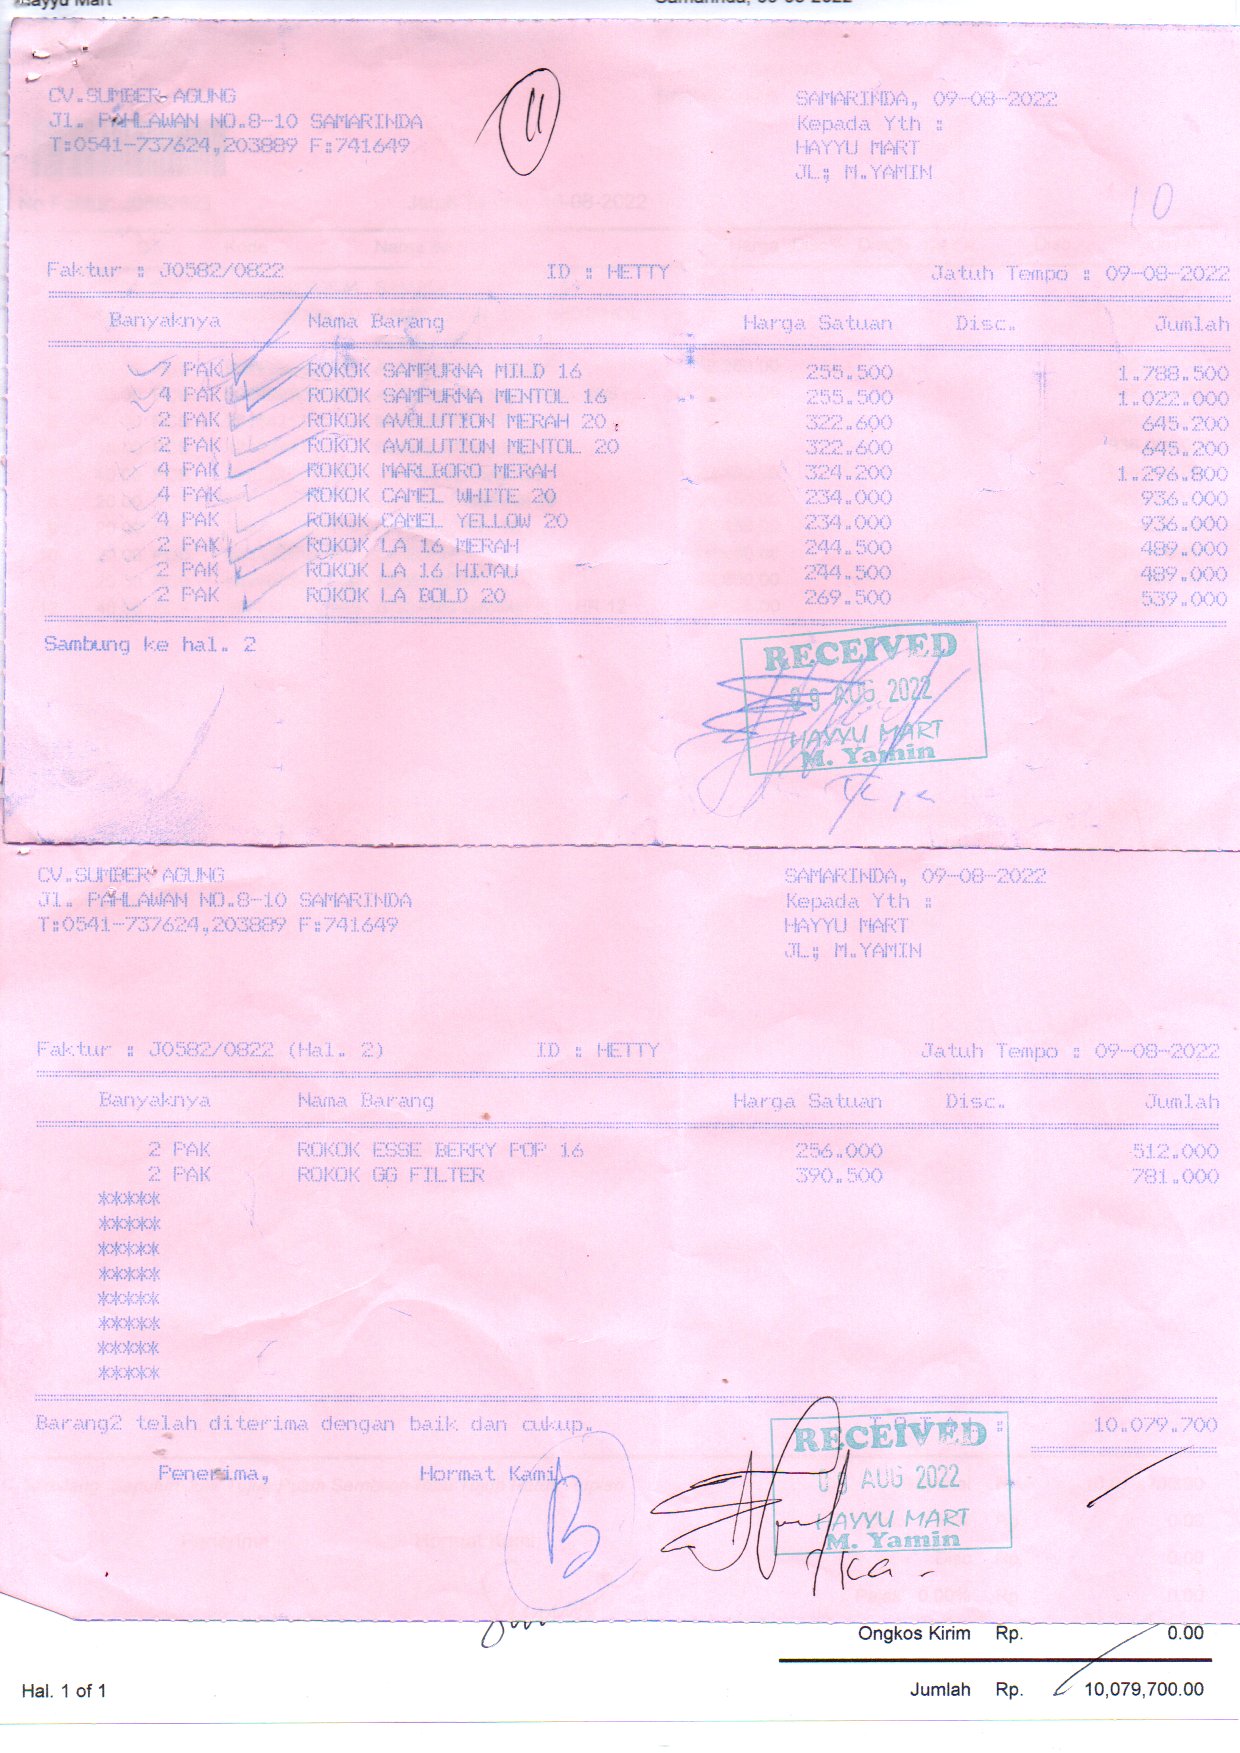 Samarinda, 09-08-2022
CV.SUMBER AGUNG
Jl. PAHLAWAN NO.8-10 SAMARINDA
T:0541-737624,203889 F:741649
11
SAMARINDA, 09-08-2022
Kepada Yth :
HAYYU MART
JL; M.YAMIN
10
Faktur : J0582/0822 ID : HETTY Jatuh Tempo : 09-08-2022
Banyaknya Nama Barang Harga Satuan Disc. Jumlah
7 PAK ROKOK SAMPURNA MILD 16 255.500 1.788.500
4 PAK ROKOK SAMPURNA MENTOL 16 255.500 1.022.000
2 PAK ROKOK AVOLUTION MERAH 20 322.600 645.200
2 PAK ROKOK AVOLUTION MENTOL 20 322.600 645.200
4 PAK ROKOK MARLBORO MERAH 324.200 1.296.800
4 PAK ROKOK CAMEL WHITE 20 234.000 936.000
4 PAK ROKOK CAMEL YELLOW 20 234.000 936.000
2 PAK ROKOK LA 16 MERAH 244.500 489.000
2 PAK ROKOK LA 16 HIJAU 244.500 489.000
2 PAK ROKOK LA BOLD 20 269.500 539.000
Sambung ke hal. 2
RECEIVED
09 AUG 2022
HAYYU MART
M. Yamin
CV.SUMBER AGUNG
Jl. PAHLAWAN NO.8-10 SAMARINDA
T:0541-737624,203889 F:741649
SAMARINDA, 09-08-2022
Kepada Yth :
HAYYU MART
JL; M.YAMIN
Faktur : J0582/0822 (Hal. 2) ID : HETTY Jatuh Tempo : 09-08-2022
Banyaknya Nama Barang Harga Satuan Disc. Jumlah
2 PAK ROKOK ESSE BERRY POP 16 256.000 512.000
2 PAK ROKOK GG FILTER 390.500 781.000
*****
*****
*****
*****
*****
*****
*****
*****
Barang2 telah diterima dengan baik dan cukup. T O T A L : 10.079.700
Penerima, Hormat Kami
B
RECEIVED
09 AUG 2022
HAYYU MART
M. Yamin
Ika
Ongkos Kirim Rp. 0.00
Hal. 1 of 1 Jumlah Rp. 10,079,700.00